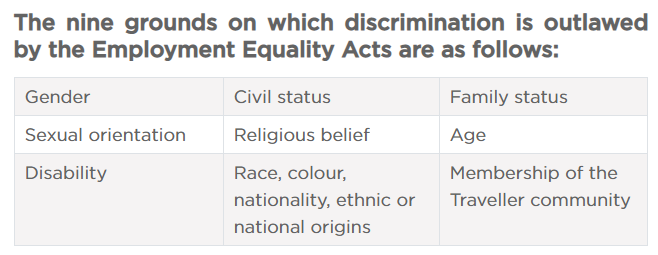 The nine grounds on which discrimination is outlawed
by the Employment Equality Acts are as follows:
Gender
Civil status
Family status
Sexual orientation
Religious belief
Age
Disability
Race, colour,
nationality, ethnic or
national origins
Membership of the
Traveller community